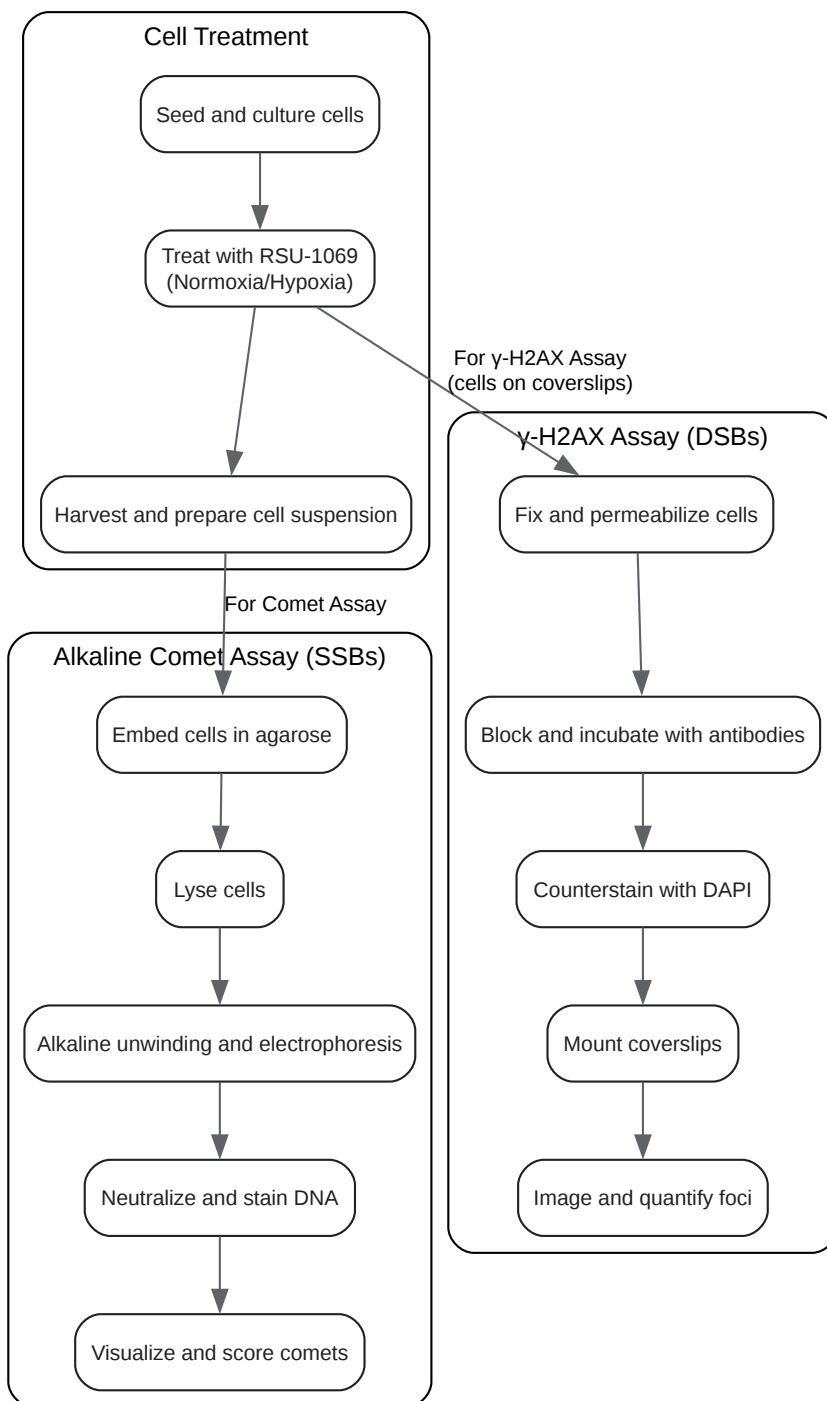 Cell Treatment
Seed and culture cells
Treat with RSU-1069
(Normoxia/Hypoxia)
For γ-H2AX Assay
(cells on coverslips)
Harvest and prepare cell suspension
For Comet Assay
γ-H2AX Assay (DSBs)
Fix and permeabilize cells
Block and incubate with antibodies
Counterstain with DAPI
Mount coverslips
Image and quantify foci
Alkaline Comet Assay (SSBs)
Embed cells in agarose
Lyse cells
Alkaline unwinding and electrophoresis
Neutralize and stain DNA
Visualize and score comets